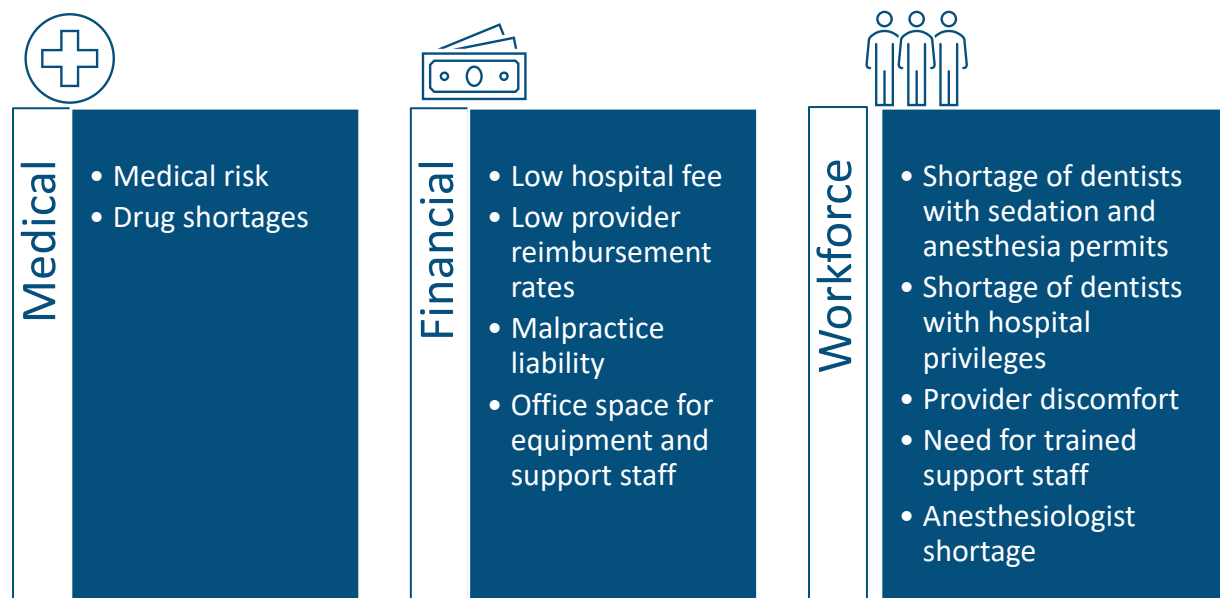 Medical
• Medical risk
• Drug shortages
Financial
• Low hospital fee
• Low provider
reimbursement
rates
• Malpractice
liability
• Office space for
equipment and
support staff
Workforce
• Shortage of dentists
with sedation and
anesthesia permits
• Shortage of dentists
with hospital
privileges
• Provider discomfort
• Need for trained
support staff
• Anesthesiologist
shortage